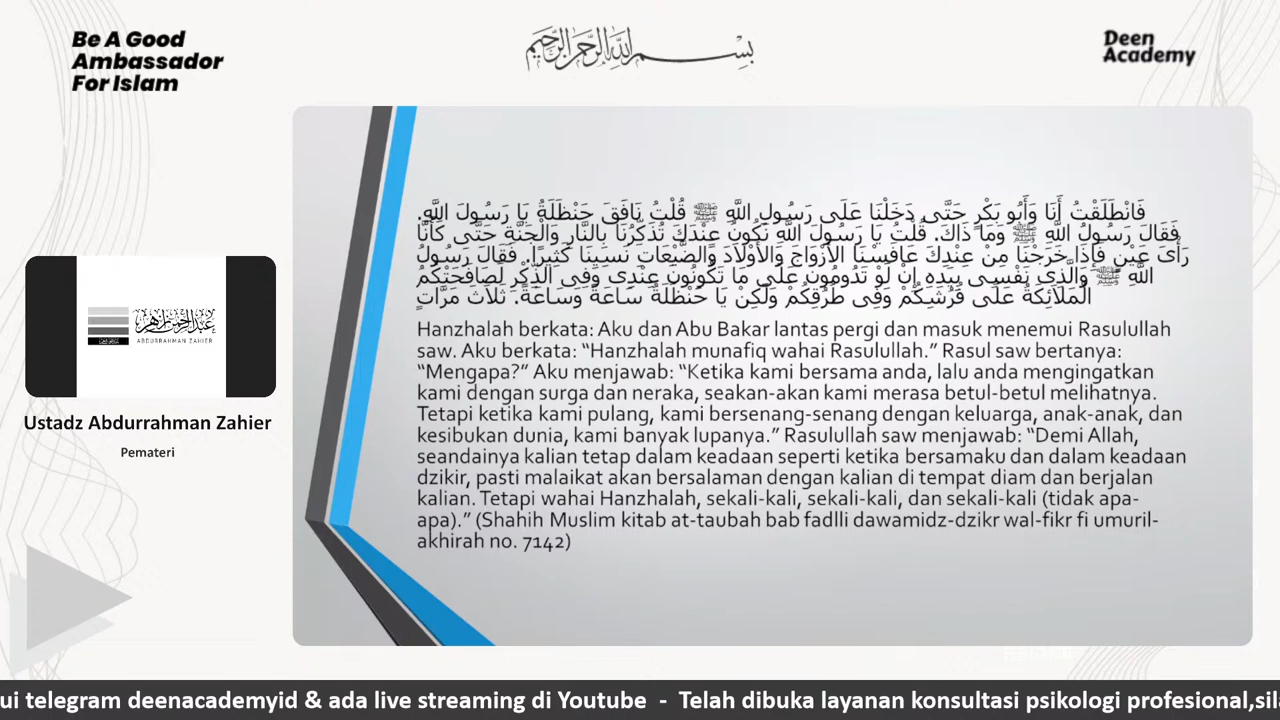 Be A Good
Ambassador
For Islam
بِسْمِ اللَّهِ الرَّحْمَنِ الرَّحِيمِ
Deen
Academy
فَانْطَلَقْتُ أَنَا وَأَبُو بَكْرٍ حَتَّى دَخَلْنَا عَلَى رَسُولِ اللَّهِ ﷺ قُلْتُ نَافَقَ حَنْظَلَةُ يَا رَسُولَ اللَّهِ.
فَقَالَ رَسُولُ اللَّهِ ﷺ وَمَا ذَاكَ. قُلْتُ يَا رَسُولَ اللَّهِ نَكُونُ عِنْدَكَ تُذَكِّرُنَا بِالنَّارِ وَالْجَنَّةِ حَتَّى كَأَنَّا
رَأْىَ عَيْنٍ فَإِذَا خَرَجْنَا مِنْ عِنْدِكَ عَافَسْنَا الْأَزْوَاجَ وَالْأَوْلَادَ وَالضَّيْعَاتِ نَسِينَا كَثِيرًا. فَقَالَ رَسُولُ
اللَّهِ ﷺ وَالَّذِي نَفْسِى بِيَدِهِ إِنْ لَوْ تَدُومُونَ عَلَى مَا تَكُونُونَ عِنْدِى وَفِى الذِّكْرِ لَصَافَحَتْكُمُ
الْمَلَائِكَةُ عَلَى فُرُشِكُمْ وَفِى طُرُقِكُمْ وَلَكِنْ يَا حَنْظَلَةُ سَاعَةً وَسَاعَةً. ثَلَاثَ مَرَّاتٍ
Hanzhalah berkata: Aku dan Abu Bakar lantas pergi dan masuk menemui Rasulullah
saw. Aku berkata: “Hanzhalah munafiq wahai Rasulullah.” Rasul saw bertanya:
“Mengapa?” Aku menjawab: “Ketika kami bersama anda, lalu anda mengingatkan
kami dengan surga dan neraka, seakan-akan kami merasa betul-betul melihatnya.
Tetapi ketika kami pulang, kami bersenang-senang dengan keluarga, anak-anak, dan
kesibukan dunia, kami banyak lupanya.” Rasulullah saw menjawab: “Demi Allah,
seandainya kalian tetap dalam keadaan seperti ketika bersamaku dan dalam keadaan
dzikir, pasti malaikat akan bersalaman dengan kalian di tempat diam dan berjalan
kalian. Tetapi wahai Hanzhalah, sekali-kali, sekali-kali, dan sekali-kali (tidak apa-
apa).” (Shahih Muslim kitab at-taubah bab fadlli dawamidz-dzikr wal-fikr fi umuril-
akhirah no. 7142)
ABDURRAHMAN ZAHIER
Ustadz Abdurrahman Zahier
Pemateri
ui telegram deenacademyid & ada live streaming di Youtube - Telah dibuka layanan konsultasi psikologi profesional,sil